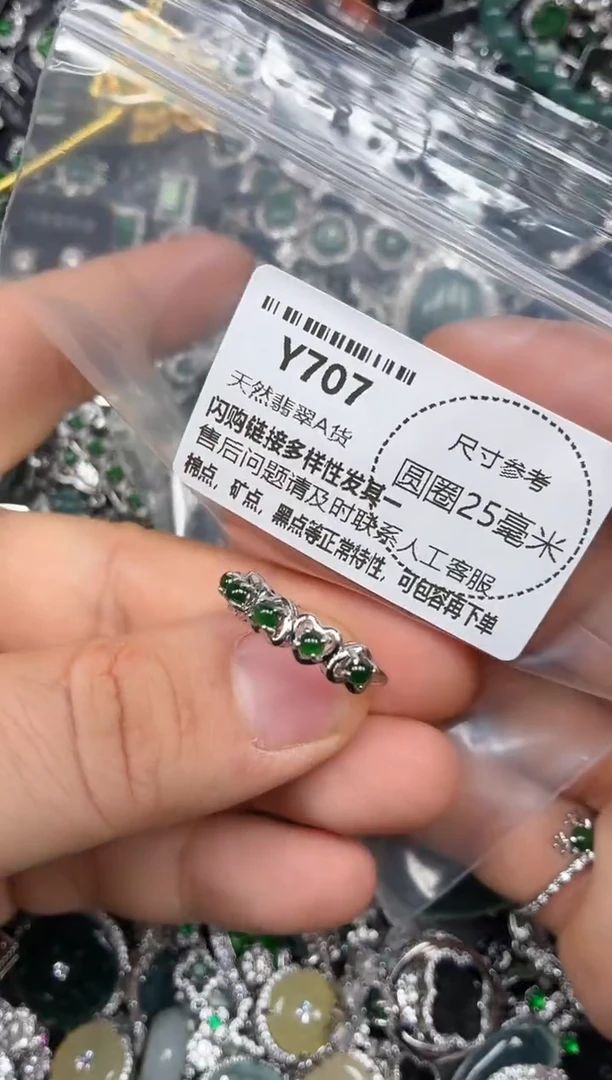 Y707
天然翡翠A货
闪购链接多样性发其一
售后问题请及时联系人工客服
棉点，矿点，黑点等正常特性，可包容再下单
尺寸参考
圆圈25毫米